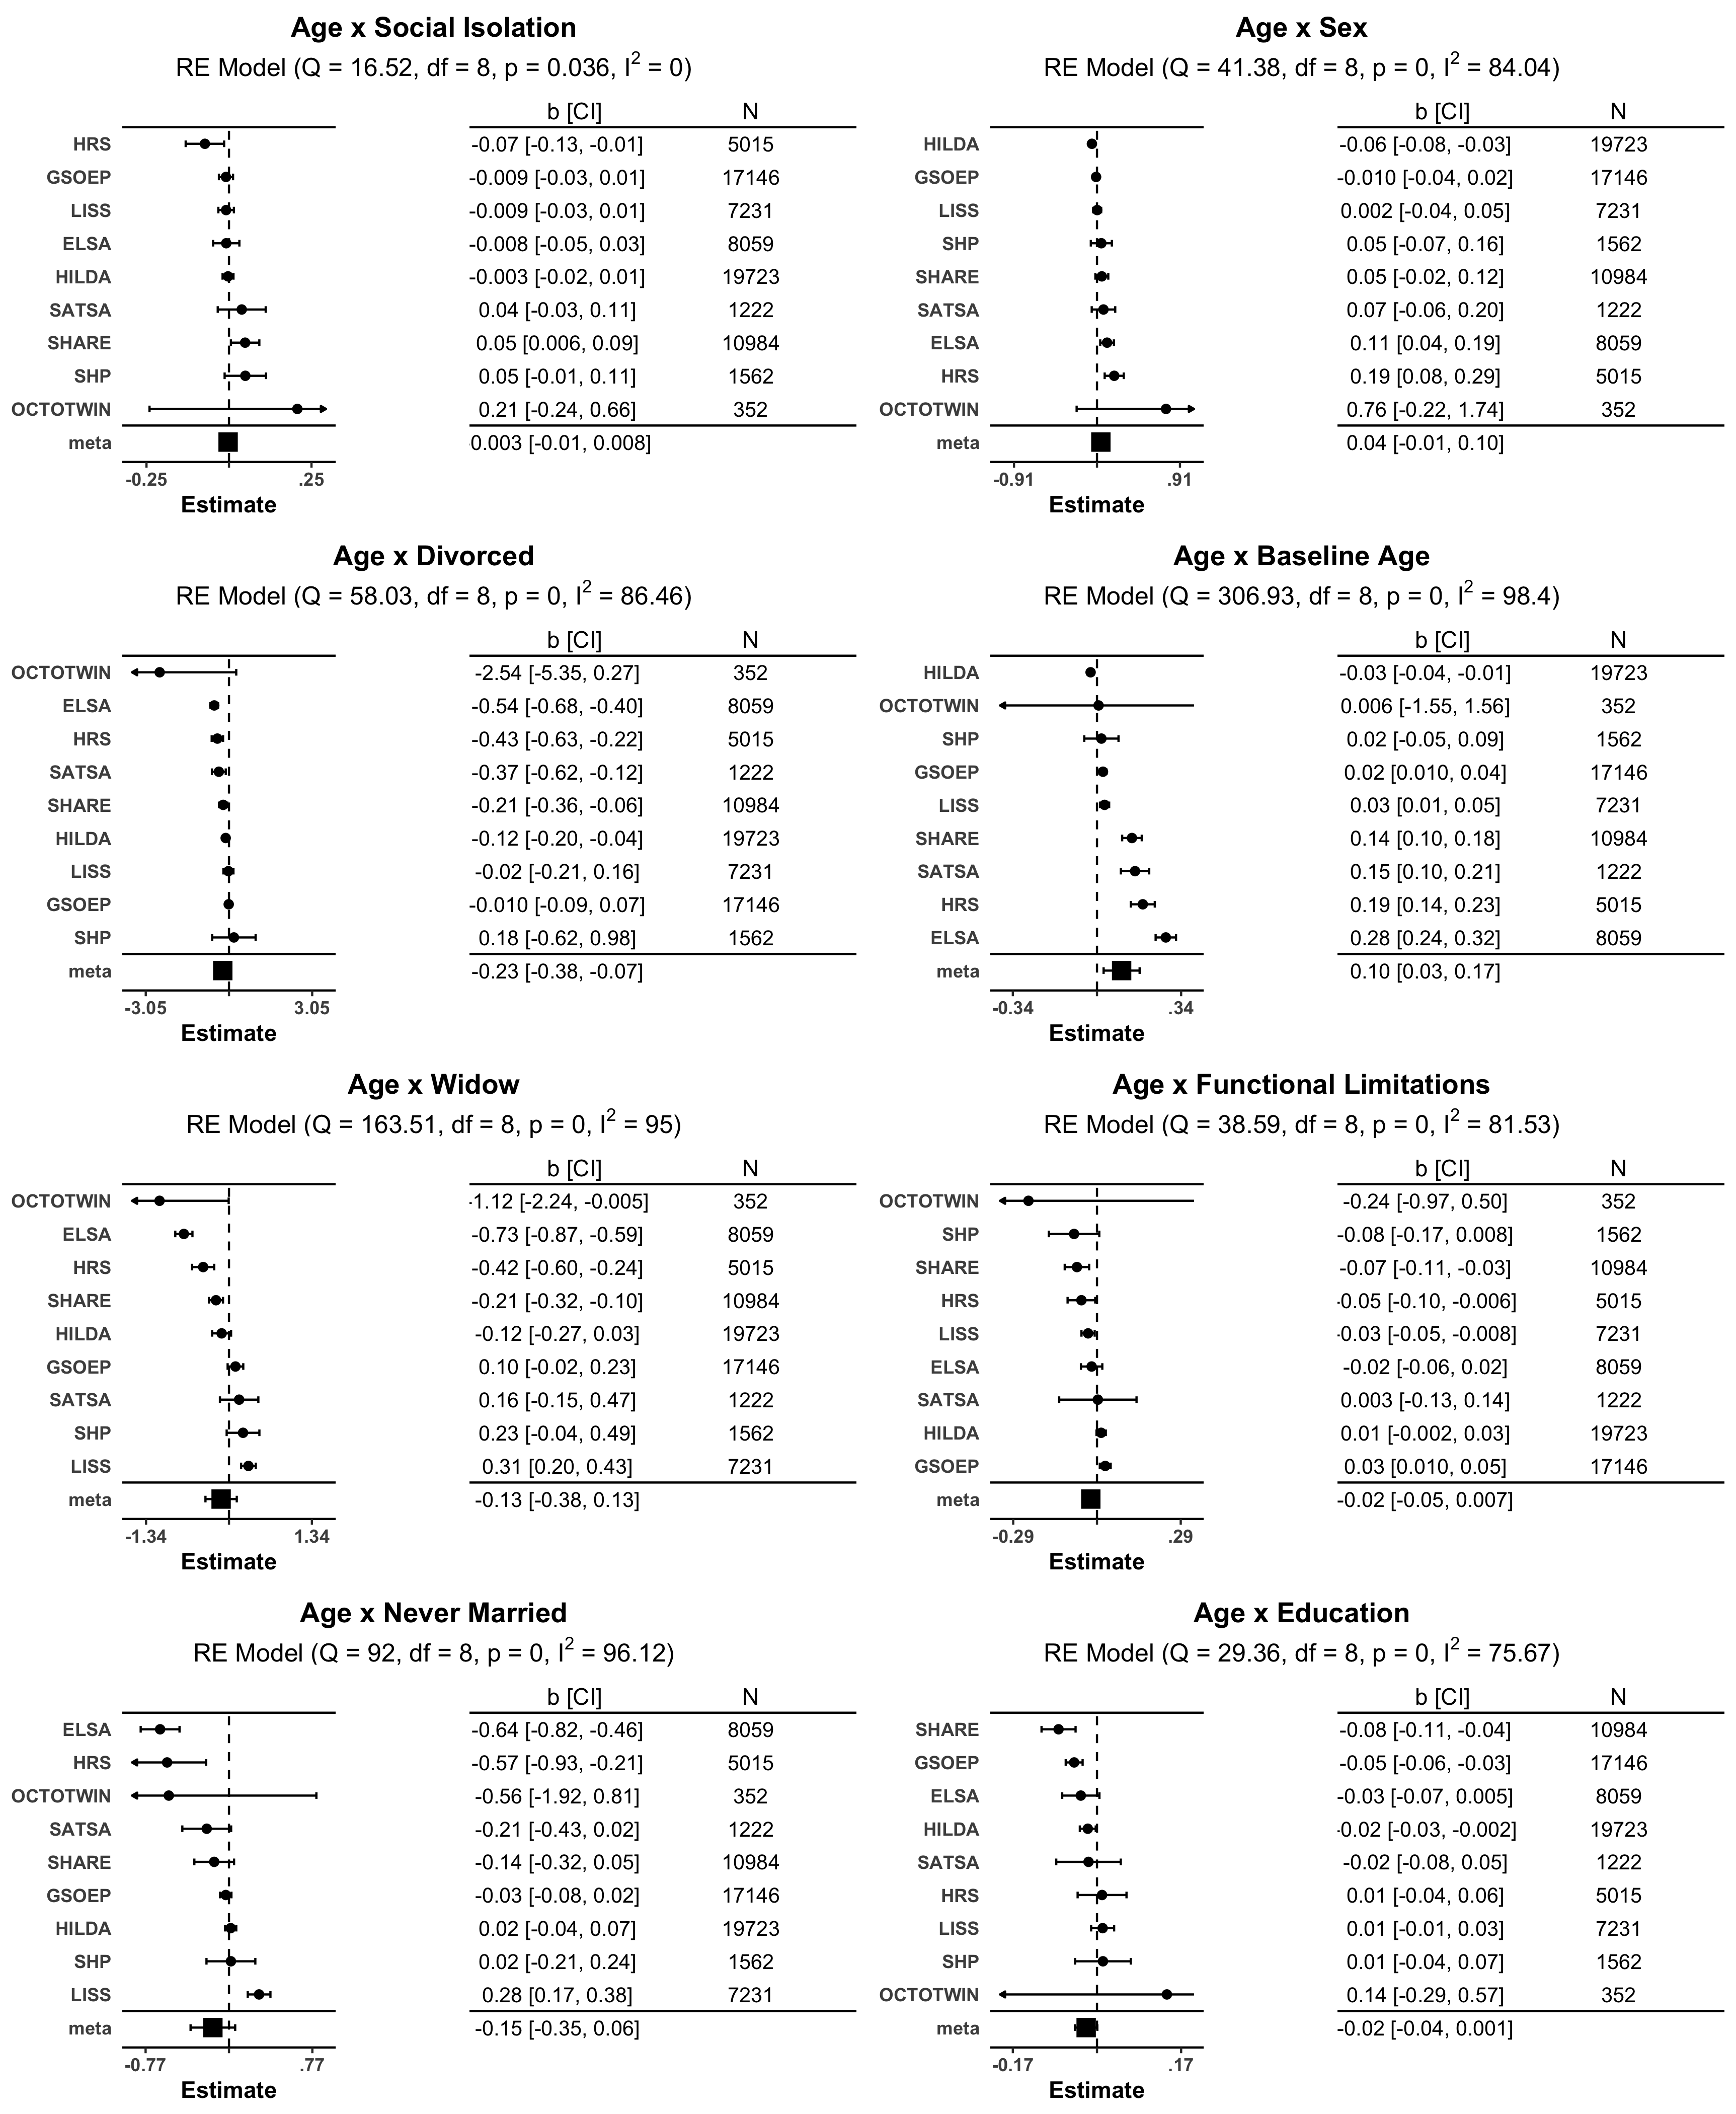 Age x Social Isolation
RE Model (Q = 16.52, df = 8, p = 0.036, I² = 0)
b [CI] N
HRS -0.07 [-0.13, -0.01] 5015
GSOEP -0.009 [-0.03, 0.01] 17146
LISS -0.009 [-0.03, 0.01] 7231
ELSA -0.008 [-0.05, 0.03] 8059
HILDA -0.003 [-0.02, 0.01] 19723
SATSA 0.04 [-0.03, 0.11] 1222
SHARE 0.05 [0.006, 0.09] 10984
SHP 0.05 [-0.01, 0.11] 1562
OCTOTWIN 0.21 [-0.24, 0.66] 352
meta -0.003 [-0.01, 0.008]
-0.25 .25
Estimate
Age x Sex
RE Model (Q = 41.38, df = 8, p = 0, I² = 84.04)
b [CI] N
HILDA -0.06 [-0.08, -0.03] 19723
GSOEP -0.010 [-0.04, 0.02] 17146
LISS 0.002 [-0.04, 0.05] 7231
SHP 0.05 [-0.07, 0.16] 1562
SHARE 0.05 [-0.02, 0.12] 10984
SATSA 0.07 [-0.06, 0.20] 1222
ELSA 0.11 [0.04, 0.19] 8059
HRS 0.19 [0.08, 0.29] 5015
OCTOTWIN 0.76 [-0.22, 1.74] 352
meta 0.04 [-0.01, 0.10]
-0.91 .91
Estimate
Age x Divorced
RE Model (Q = 58.03, df = 8, p = 0, I² = 86.46)
b [CI] N
OCTOTWIN -2.54 [-5.35, 0.27] 352
ELSA -0.54 [-0.68, -0.40] 8059
HRS -0.43 [-0.63, -0.22] 5015
SATSA -0.37 [-0.62, -0.12] 1222
SHARE -0.21 [-0.36, -0.06] 10984
HILDA -0.12 [-0.20, -0.04] 19723
LISS -0.02 [-0.21, 0.16] 7231
GSOEP -0.010 [-0.09, 0.07] 17146
SHP 0.18 [-0.62, 0.98] 1562
meta -0.23 [-0.38, -0.07]
-3.05 3.05
Estimate
Age x Baseline Age
RE Model (Q = 306.93, df = 8, p = 0, I² = 98.4)
b [CI] N
HILDA -0.03 [-0.04, -0.01] 19723
OCTOTWIN 0.006 [-1.55, 1.56] 352
SHP 0.02 [-0.05, 0.09] 1562
GSOEP 0.02 [0.010, 0.04] 17146
LISS 0.03 [0.01, 0.05] 7231
SHARE 0.14 [0.10, 0.18] 10984
SATSA 0.15 [0.10, 0.21] 1222
HRS 0.19 [0.14, 0.23] 5015
ELSA 0.28 [0.24, 0.32] 8059
meta 0.10 [0.03, 0.17]
-0.34 .34
Estimate
Age x Widow
RE Model (Q = 163.51, df = 8, p = 0, I² = 95)
b [CI] N
OCTOTWIN -1.12 [-2.24, -0.005] 352
ELSA -0.73 [-0.87, -0.59] 8059
HRS -0.42 [-0.60, -0.24] 5015
SHARE -0.21 [-0.32, -0.10] 10984
HILDA -0.12 [-0.27, 0.03] 19723
GSOEP 0.10 [-0.02, 0.23] 17146
SATSA 0.16 [-0.15, 0.47] 1222
SHP 0.23 [-0.04, 0.49] 1562
LISS 0.31 [0.20, 0.43] 7231
meta -0.13 [-0.38, 0.13]
-1.34 1.34
Estimate
Age x Functional Limitations
RE Model (Q = 38.59, df = 8, p = 0, I² = 81.53)
b [CI] N
OCTOTWIN -0.24 [-0.97, 0.50] 352
SHP -0.08 [-0.17, 0.008] 1562
SHARE -0.07 [-0.11, -0.03] 10984
HRS -0.05 [-0.10, -0.006] 5015
LISS -0.03 [-0.05, -0.008] 7231
ELSA -0.02 [-0.06, 0.02] 8059
SATSA 0.003 [-0.13, 0.14] 1222
HILDA 0.01 [-0.002, 0.03] 19723
GSOEP 0.03 [0.010, 0.05] 17146
meta -0.02 [-0.05, 0.007]
-0.29 .29
Estimate
Age x Never Married
RE Model (Q = 92, df = 8, p = 0, I² = 96.12)
b [CI] N
ELSA -0.64 [-0.82, -0.46] 8059
HRS -0.57 [-0.93, -0.21] 5015
OCTOTWIN -0.56 [-1.92, 0.81] 352
SATSA -0.21 [-0.43, 0.02] 1222
SHARE -0.14 [-0.32, 0.05] 10984
GSOEP -0.03 [-0.08, 0.02] 17146
HILDA 0.02 [-0.04, 0.07] 19723
SHP 0.02 [-0.21, 0.24] 1562
LISS 0.28 [0.17, 0.38] 7231
meta -0.15 [-0.35, 0.06]
-0.77 .77
Estimate
Age x Education
RE Model (Q = 29.36, df = 8, p = 0, I² = 75.67)
b [CI] N
SHARE -0.08 [-0.11, -0.04] 10984
GSOEP -0.05 [-0.06, -0.03] 17146
ELSA -0.03 [-0.07, 0.005] 8059
HILDA -0.02 [-0.03, -0.002] 19723
SATSA -0.02 [-0.08, 0.05] 1222
HRS 0.01 [-0.04, 0.06] 5015
LISS 0.01 [-0.01, 0.03] 7231
SHP 0.01 [-0.04, 0.07] 1562
OCTOTWIN 0.14 [-0.29, 0.57] 352
meta -0.02 [-0.04, 0.001]
-0.17 .17
Estimate